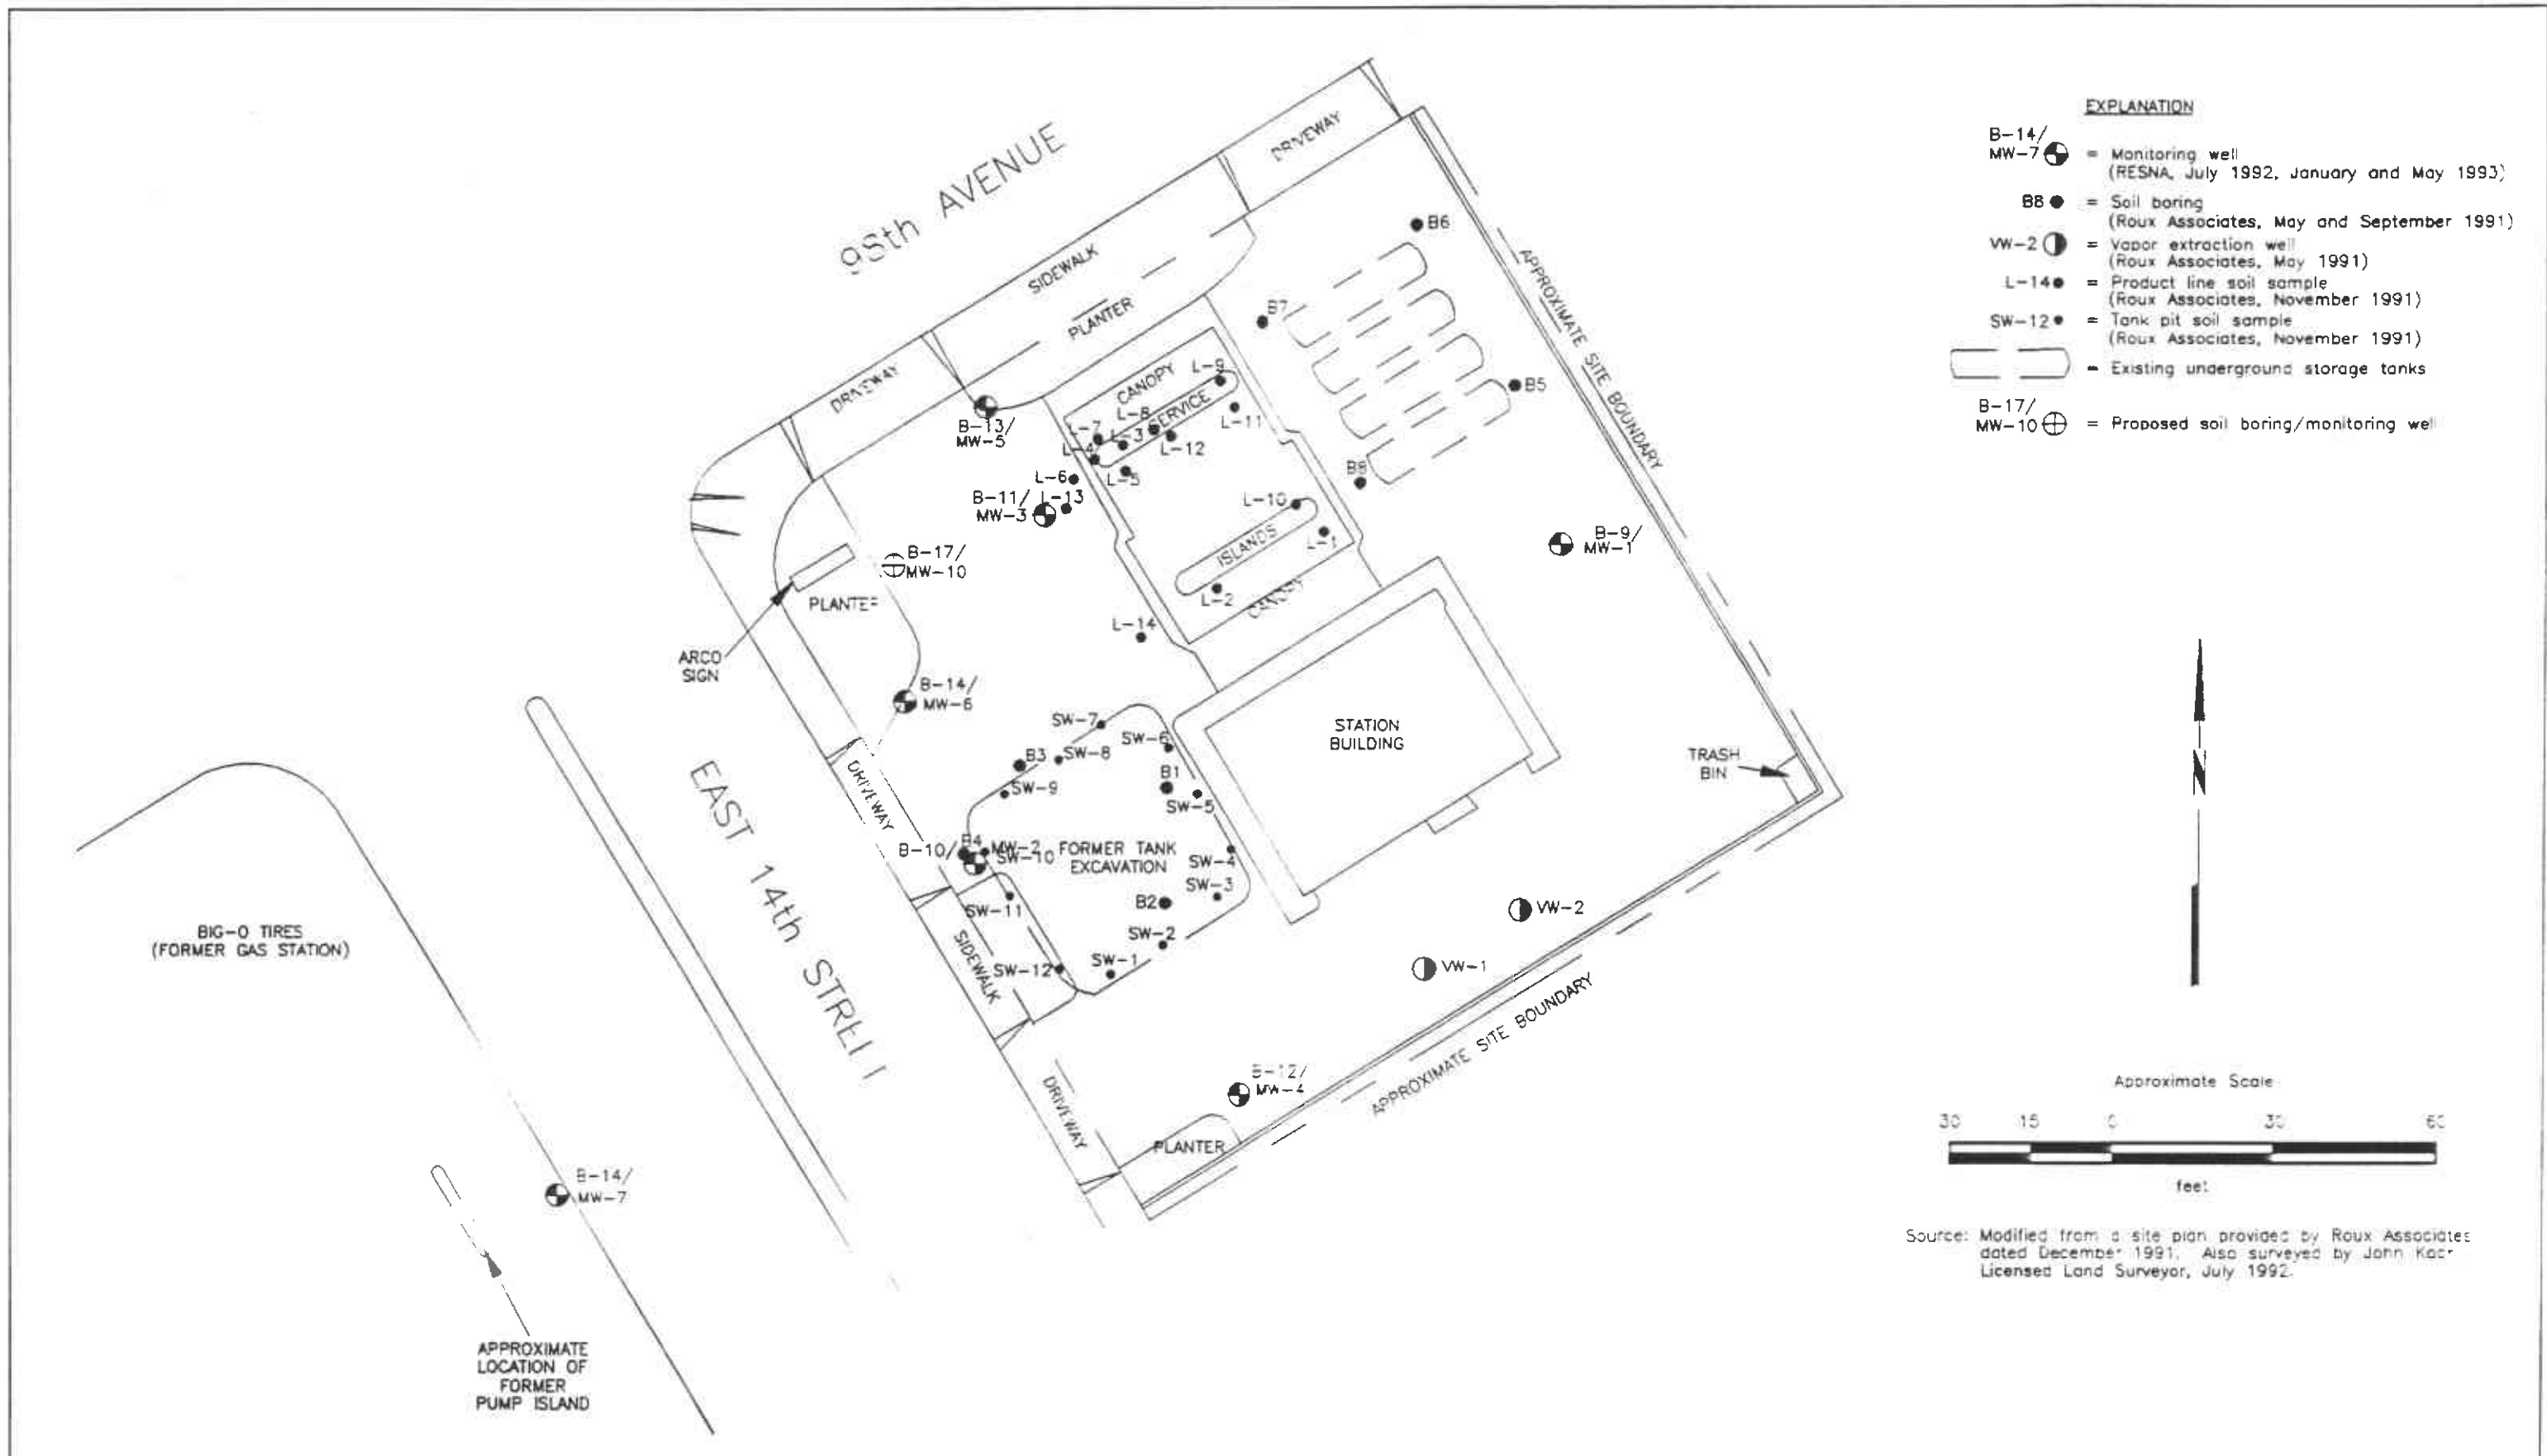 EXPLANATION
B-14/
MW-7 = Monitoring well
(RESNA, July 1992, January and May 1993)
B8 = Soil boring
(Roux Associates, May and September 1991)
VW-2 = Vapor extraction well
(Roux Associates, May 1991)
L-14 = Product line soil sample
(Roux Associates, November 1991)
SW-12 = Tank pit soil sample
(Roux Associates, November 1991)
= Existing underground storage tanks
B-17/
MW-10 = Proposed soil boring/monitoring well
98th AVENUE
DRIVEWAY
SIDEWALK
PLANTER
DRIVEWAY
B6
B7
B5
B8
APPROXIMATE SITE BOUNDARY
CANOPY
L-9
L-8
SERVICE
L-11
L-7
L-3
L-12
L-4
L-5
L-6
L-13
B-13/
MW-5
B-11/
MW-3
L-10
ISLANDS
L-1
L-2
CANOPY
B-9/
MW-1
B-17/
MW-10
PLANTER
ARCO
SIGN
L-14
B-14/
MW-6
STATION
BUILDING
TRASH
BIN
SW-7
SW-6
B3
SW-8
B1
SW-9
SW-5
DRIVEWAY
B-10/
B4
MW-2
SW-10
FORMER TANK
EXCAVATION
SW-4
SW-3
B2
SW-11
SW-2
SW-12
SW-1
SIDEWALK
VW-2
VW-1
APPROXIMATE SITE BOUNDARY
EAST 14th STREET
B-12/
MW-4
DRIVEWAY
PLANTER
BIG-O TIRES
(FORMER GAS STATION)
B-14/
MW-7
APPROXIMATE
LOCATION OF
FORMER
PUMP ISLAND
N
Approximate Scale
30 15 0 30 60
feet
Source: Modified from a site plan provided by Roux Associates
dated December 1991. Also surveyed by John
Licensed Land Surveyor, July 1992.